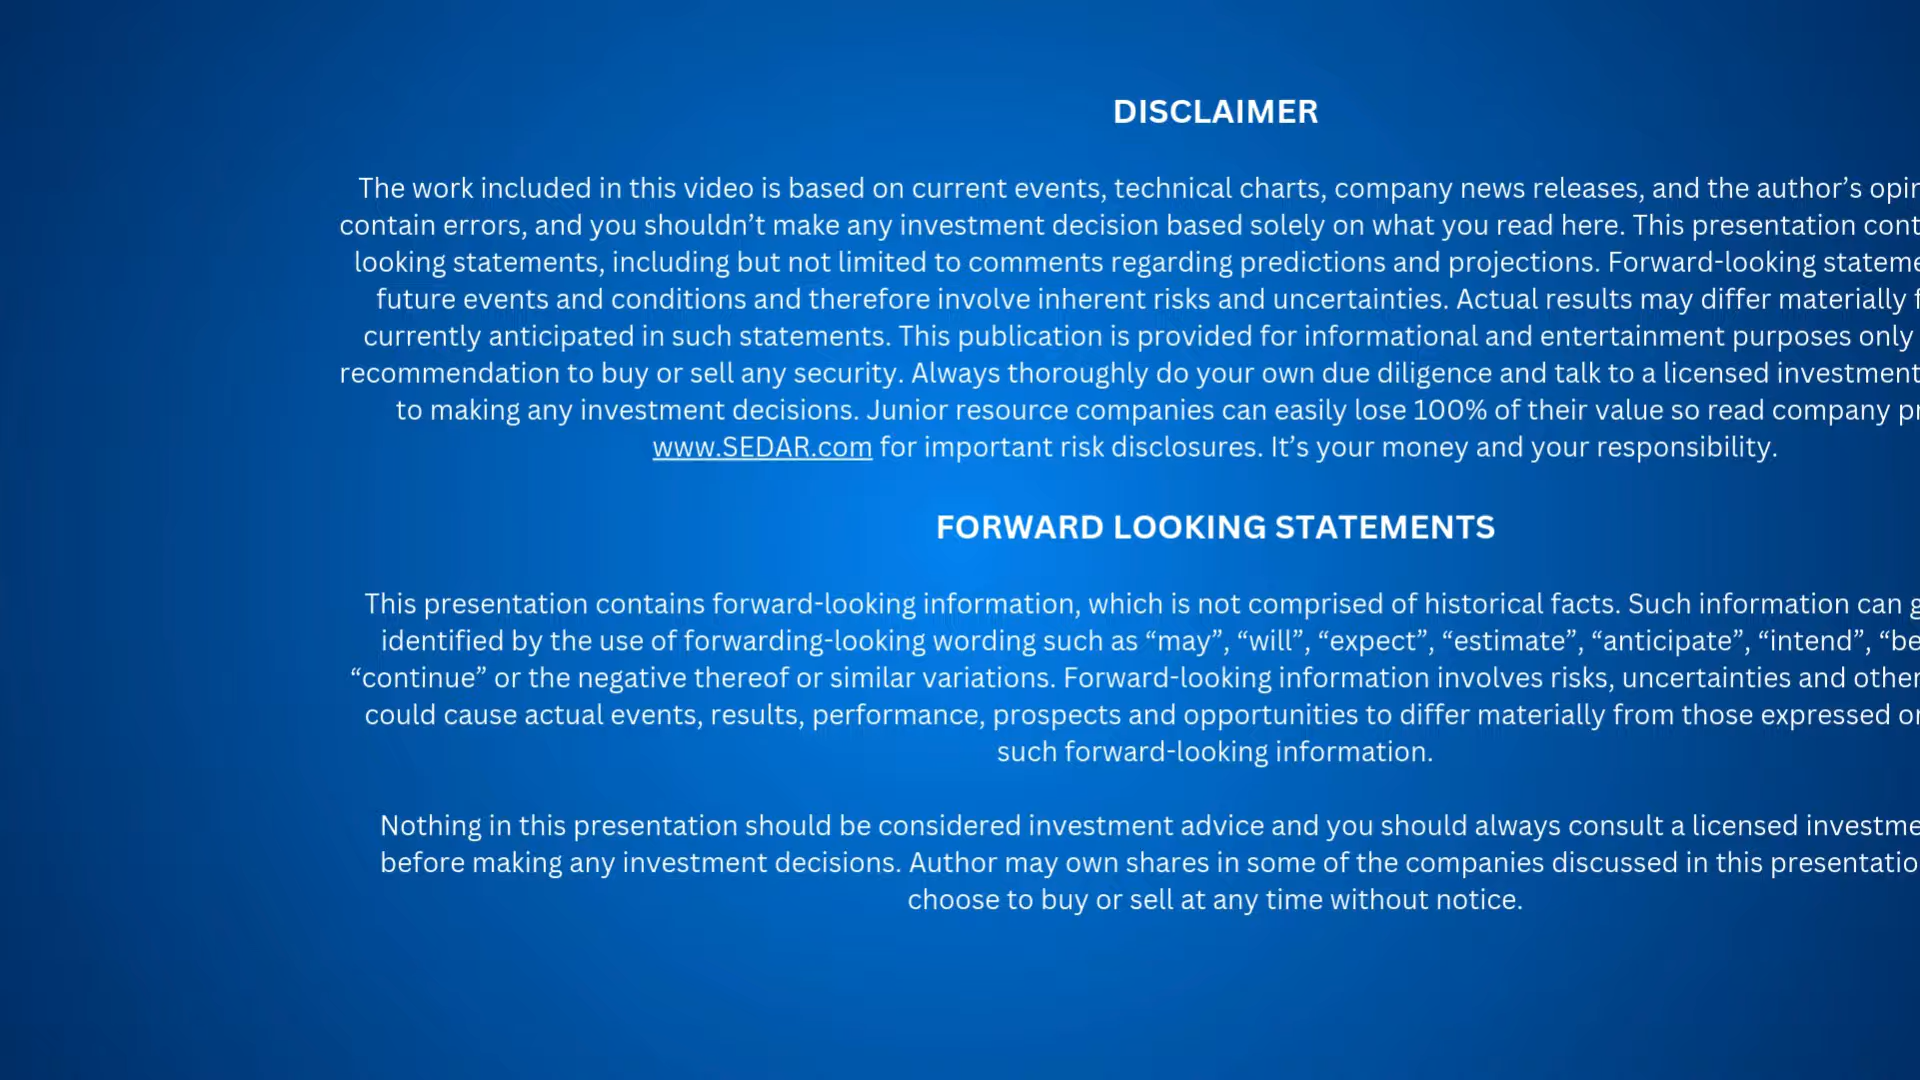 DISCLAIMER
The work included in this video is based on current events, technical charts, company news releases, and the author’s
contain errors, and you shouldn’t make any investment decision based solely on what you read here. This presentation
looking statements, including but not limited to comments regarding predictions and projections. Forward-looking
future events and conditions and therefore involve inherent risks and uncertainties. Actual results may differ materially
currently anticipated in such statements. This publication is provided for informational and entertainment purposes only
recommendation to buy or sell any security. Always thoroughly do your own due diligence and talk to a licensed investment
to making any investment decisions. Junior resource companies can easily lose 100% of their value so read company
www.SEDAR.com for important risk disclosures. It’s your money and your responsibility.
FORWARD LOOKING STATEMENTS
This presentation contains forward-looking information, which is not comprised of historical facts. Such information can
identified by the use of forwarding-looking wording such as “may”, “will”, “expect”, “estimate”, “anticipate”, “intend”,
“continue” or the negative thereof or similar variations. Forward-looking information involves risks, uncertainties and other
could cause actual events, results, performance, prospects and opportunities to differ materially from those expressed or
such forward-looking information.
Nothing in this presentation should be considered investment advice and you should always consult a licensed
before making any investment decisions. Author may own shares in some of the companies discussed in this
choose to buy or sell at any time without notice.